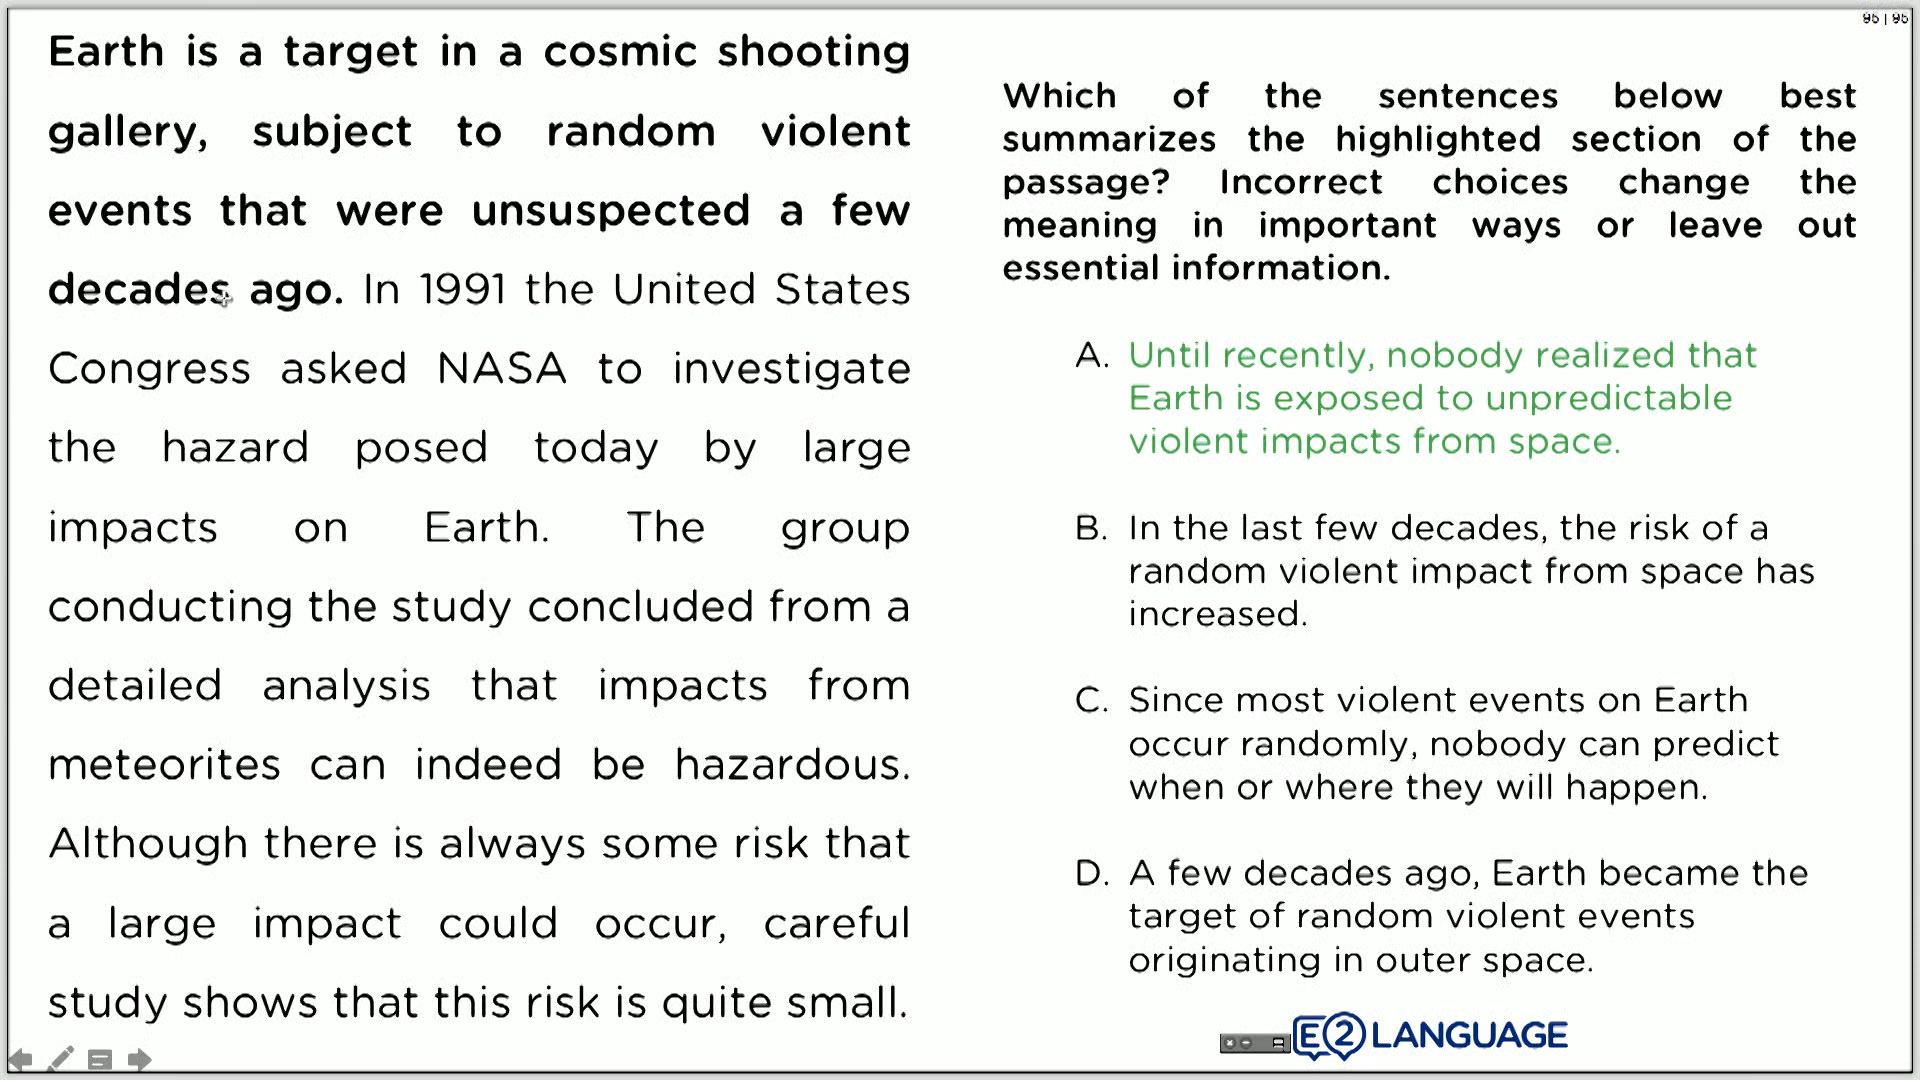 95 | 95
Earth is a target in a cosmic shooting
gallery, subject to random violent
events that were unsuspected a few
decades ago. In 1991 the United States
Congress asked NASA to investigate
the hazard posed today by large
impacts on Earth. The group
conducting the study concluded from a
detailed analysis that impacts from
meteorites can indeed be hazardous.
Although there is always some risk that
a large impact could occur, careful
study shows that this risk is quite small.
Which of the sentences below best
summarizes the highlighted section of the
passage? Incorrect choices change the
meaning in important ways or leave out
essential information.
A. Until recently, nobody realized that
Earth is exposed to unpredictable
violent impacts from space.
B. In the last few decades, the risk of a
random violent impact from space has
increased.
C. Since most violent events on Earth
occur randomly, nobody can predict
when or where they will happen.
D. A few decades ago, Earth became the
target of random violent events
originating in outer space.
E2 LANGUAGE